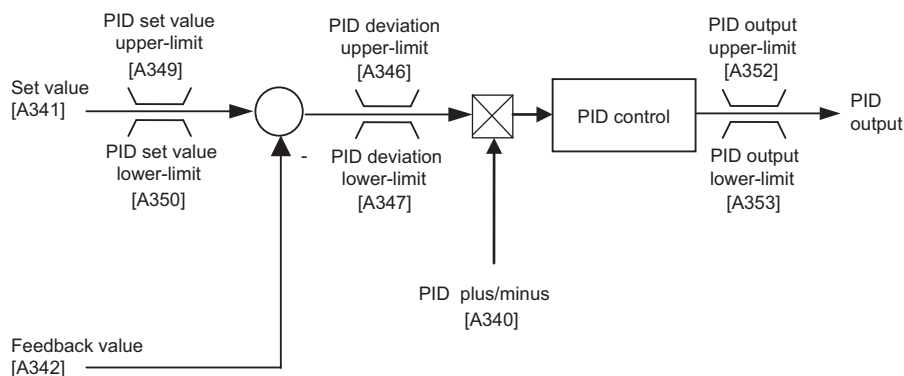 PID set value
upper-limit
[A349]
Set value
[A341]
PID set value
lower-limit
[A350]
PID deviation
upper-limit
[A346]
-
PID deviation
lower-limit
[A347]
PID plus/minus
[A340]
PID control
PID output
upper-limit
[A352]
PID output
lower-limit
[A353]
PID
output
Feedback value
[A342]